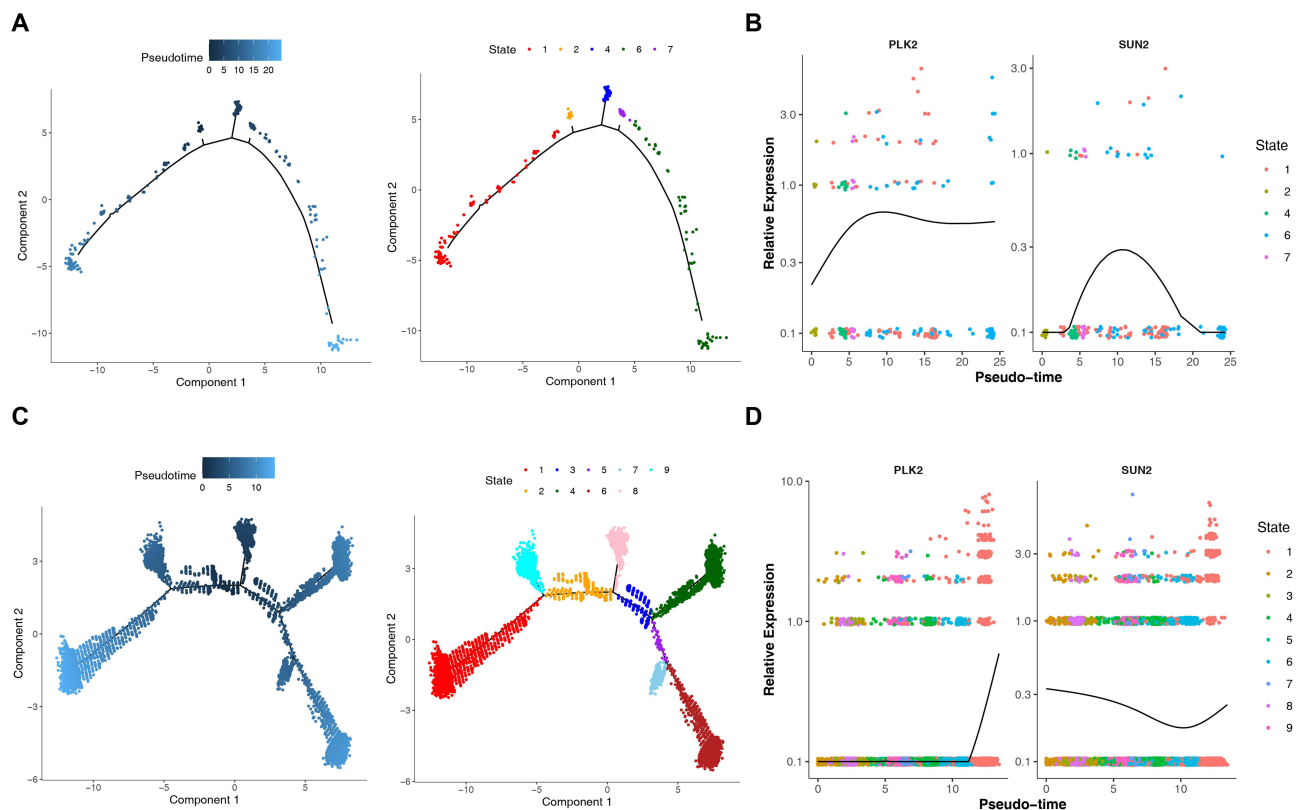 A
Pseudotime
0 5 10 15 20
Component 2
5
0
−5
−10
−10 −5 0 5 10
Component 1
State 1 2 4 6 7
Component 2
5
0
−5
−10
−10 −5 0 5 10
Component 1
B
PLK2 SUN2
Relative Expression
3.0
1.0
0.3
0.1
0 5 10 15 20 25
3.0
1.0
0.3
0.1
0 5 10 15 20 25
Pseudo−time
State
1
2
4
6
7
C
Pseudotime
0 5 10
Component 2
3
0
−3
−6
−10 −5 0 5
Component 1
State
1 3 5 7 9
2 4 6 8
Component 2
3
0
−3
−6
−10 −5 0 5
Component 1
D
PLK2 SUN2
Relative Expression
10.0
1.0
0.1
0 5 10
3.0
1.0
0.3
0.1
0 5 10
Pseudo−time
State
1
2
3
4
5
6
7
8
9